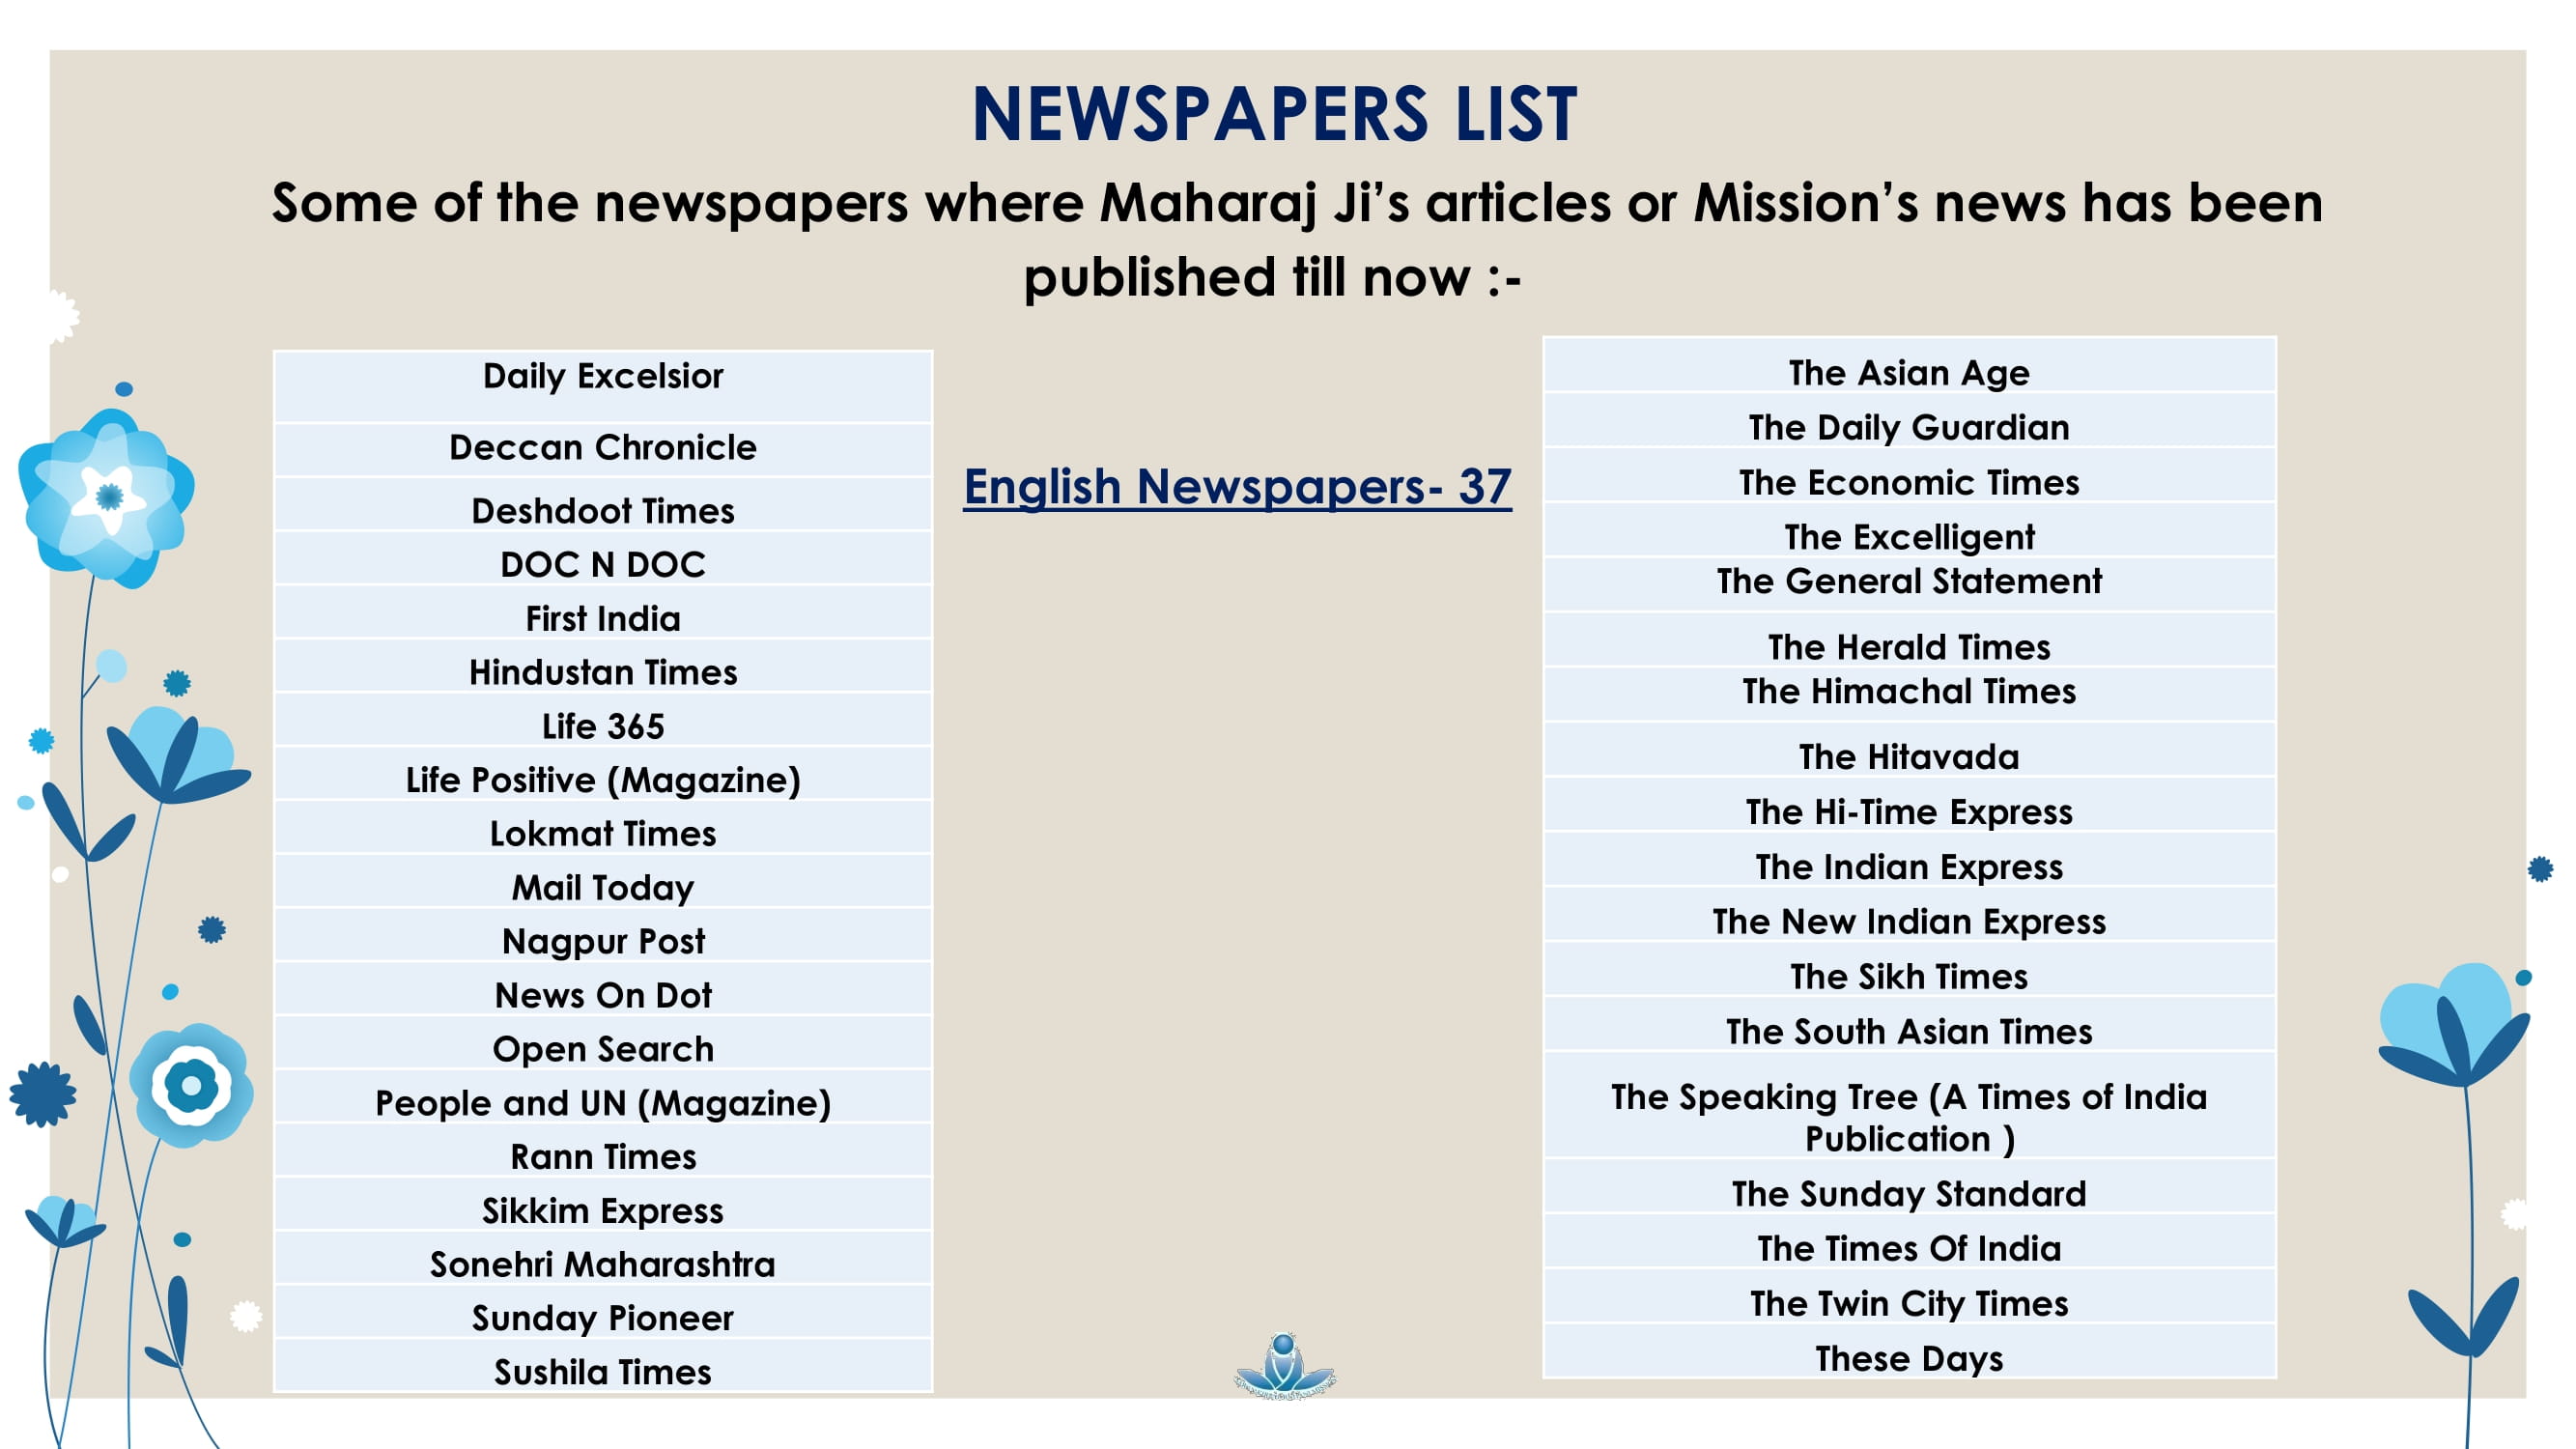 NEWSPAPERS LIST
Some of the newspapers where Maharaj Ji’s articles or Mission’s news has been
published till now :-
Daily Excelsior
Deccan Chronicle
Deshdoot Times
DOC N DOC
First India
Hindustan Times
Life 365
Life Positive (Magazine)
Lokmat Times
Mail Today
Nagpur Post
News On Dot
Open Search
People and UN (Magazine)
Rann Times
Sikkim Express
Sonehri Maharashtra
Sunday Pioneer
Sushila Times
English Newspapers- 37
The Asian Age
The Daily Guardian
The Economic Times
The Excelligent
The General Statement
The Herald Times
The Himachal Times
The Hitavada
The Hi-Time Express
The Indian Express
The New Indian Express
The Sikh Times
The South Asian Times
The Speaking Tree (A Times of India
Publication )
The Sunday Standard
The Times Of India
The Twin City Times
These Days